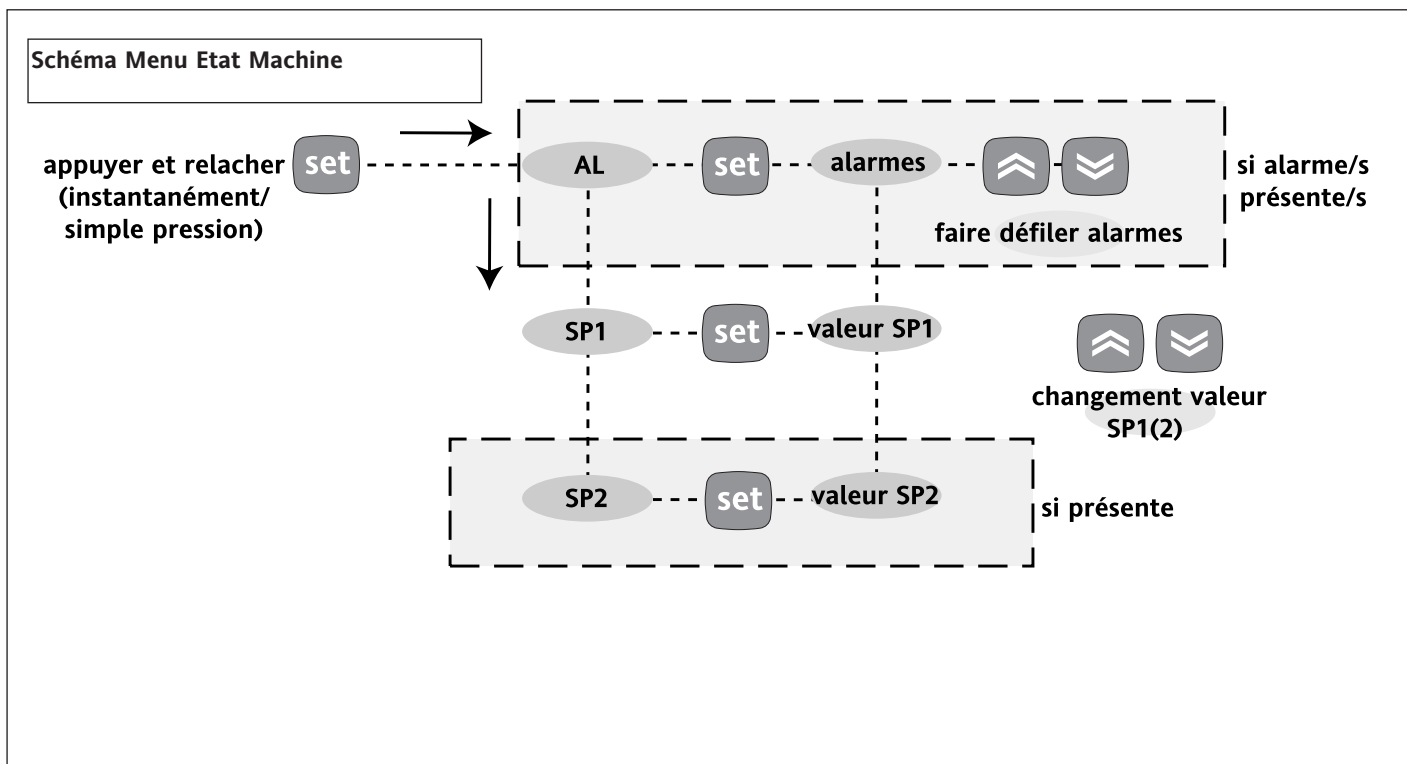 Schéma Menu Etat Machine
appuyer et relacher
(instantanément/
simple pression)
set
AL
set
alarmes
si alarme/s
présente/s
faire défiler alarmes
SP1
set
valeur SP1
changement valeur
SP1(2)
SP2
set
valeur SP2
si présente